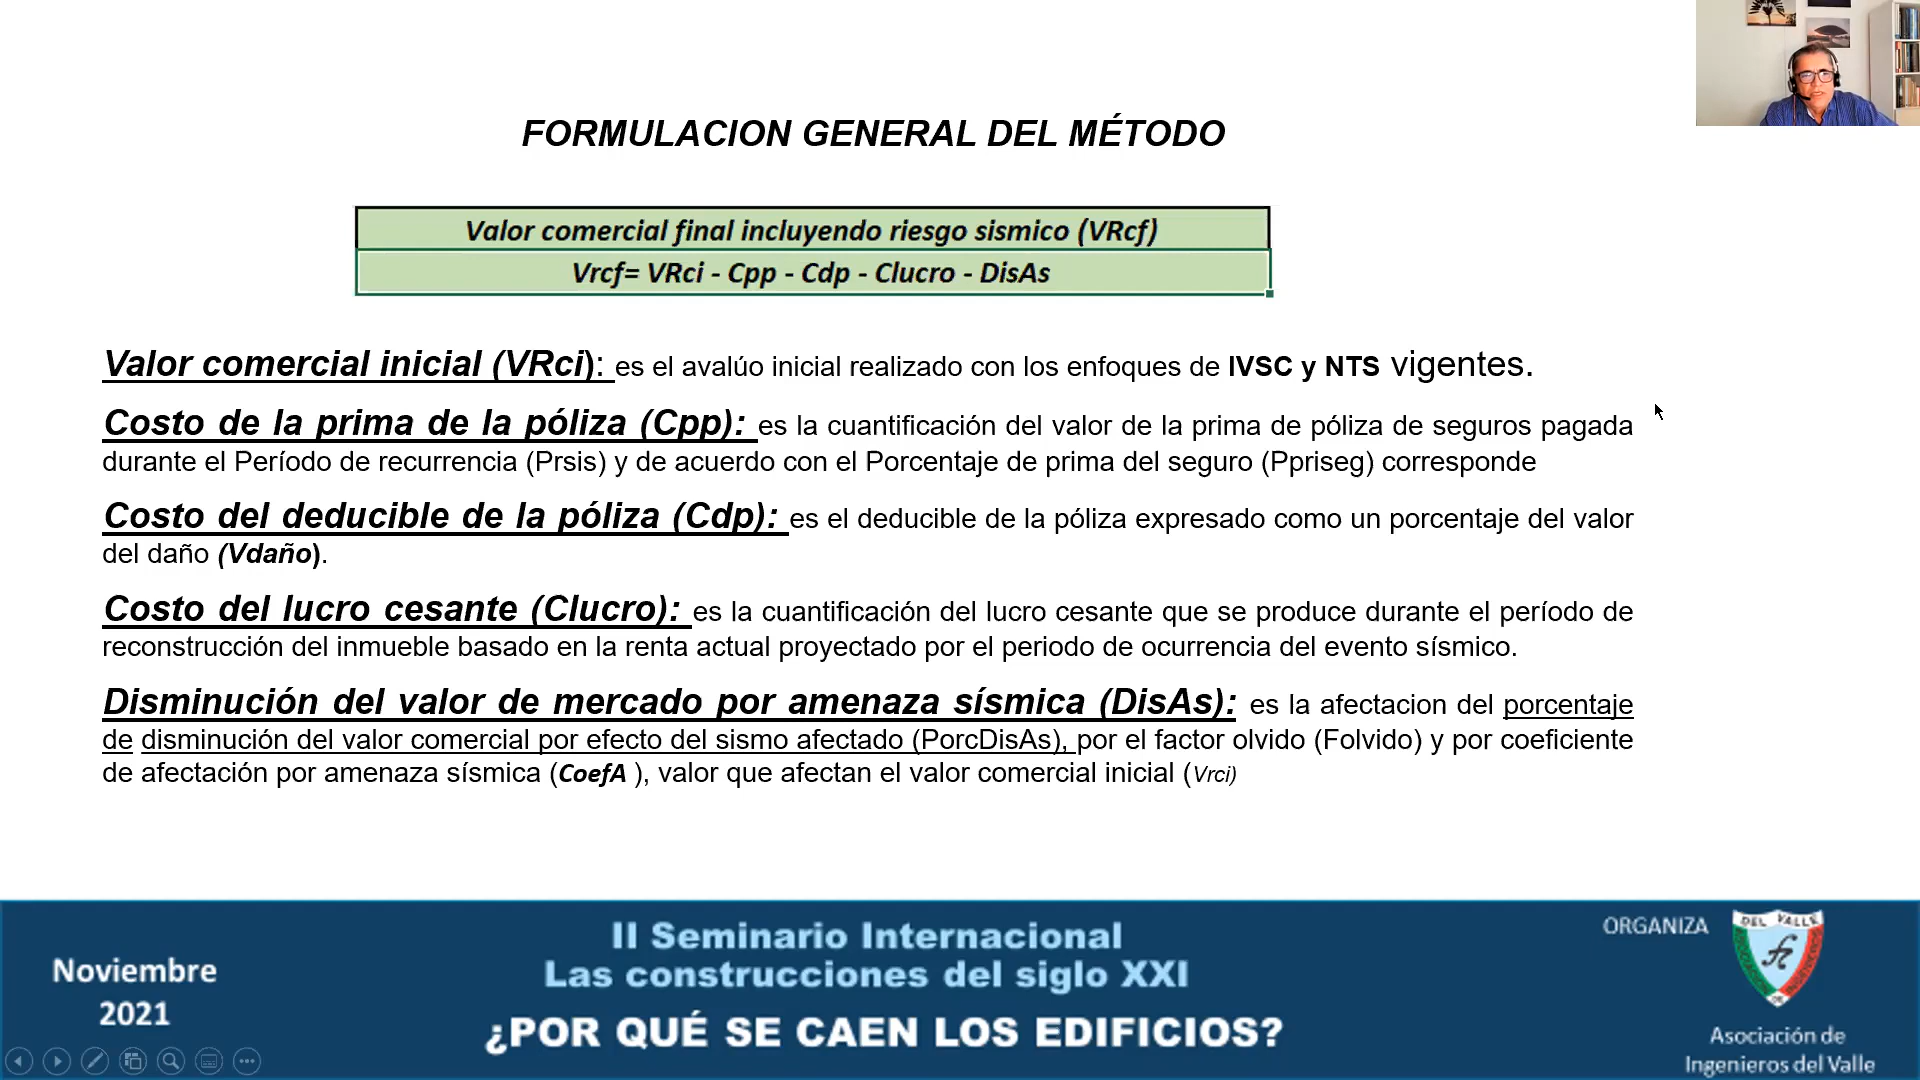 FORMULACION GENERAL DEL MÉTODO
Valor comercial final incluyendo riesgo sismico (VRcf)
Vrcf= VRci - Cpp - Cdp - Clucro - DisAs
Valor comercial inicial (VRci): es el avalúo inicial realizado con los enfoques de IVSC y NTS vigentes.
Costo de la prima de la póliza (Cpp): es la cuantificación del valor de la prima de póliza de seguros pagada
durante el Período de recurrencia (Prsis) y de acuerdo con el Porcentaje de prima del seguro (Ppriseg) corresponde
Costo del deducible de la póliza (Cdp): es el deducible de la póliza expresado como un porcentaje del valor
del daño (Vdaño).
Costo del lucro cesante (Clucro): es la cuantificación del lucro cesante que se produce durante el período de
reconstrucción del inmueble basado en la renta actual proyectado por el periodo de ocurrencia del evento sísmico.
Disminución del valor de mercado por amenaza sísmica (DisAs): es la afectacion del porcentaje
de disminución del valor comercial por efecto del sismo afectado (PorcDisAs), por el factor olvido (Folvido) y por coeficiente
de afectación por amenaza sísmica (CoefA ), valor que afectan el valor comercial inicial (Vrci)
Noviembre
2021
II Seminario Internacional
Las construcciones del siglo XXI
¿POR QUÉ SE CAEN LOS EDIFICIOS?
ORGANIZA
DEL VALLE
Asociación de
Ingenieros del Valle